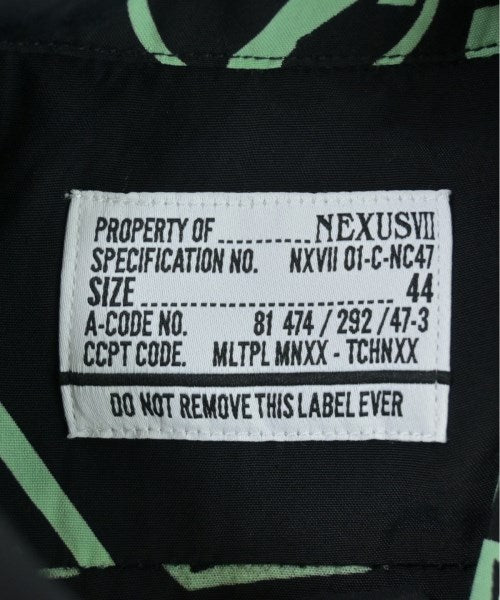 PROPERTY OF NEXUSVII
SPECIFICATION NO. NXVII 01-C-NC47
SIZE 44
A-CODE NO. 81 474 / 292 / 47-3
CCPT CODE. MLTPL MNXX - TCHNXX
DO NOT REMOVE THIS LABEL EVER